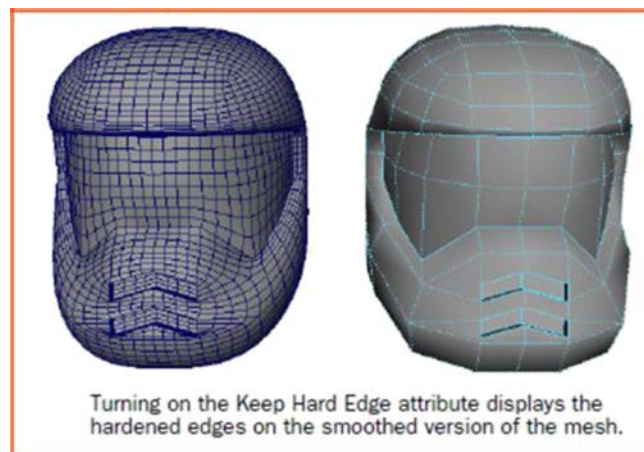 Turning on the Keep Hard Edge attribute displays the
hardened edges on the smoothed version of the mesh.